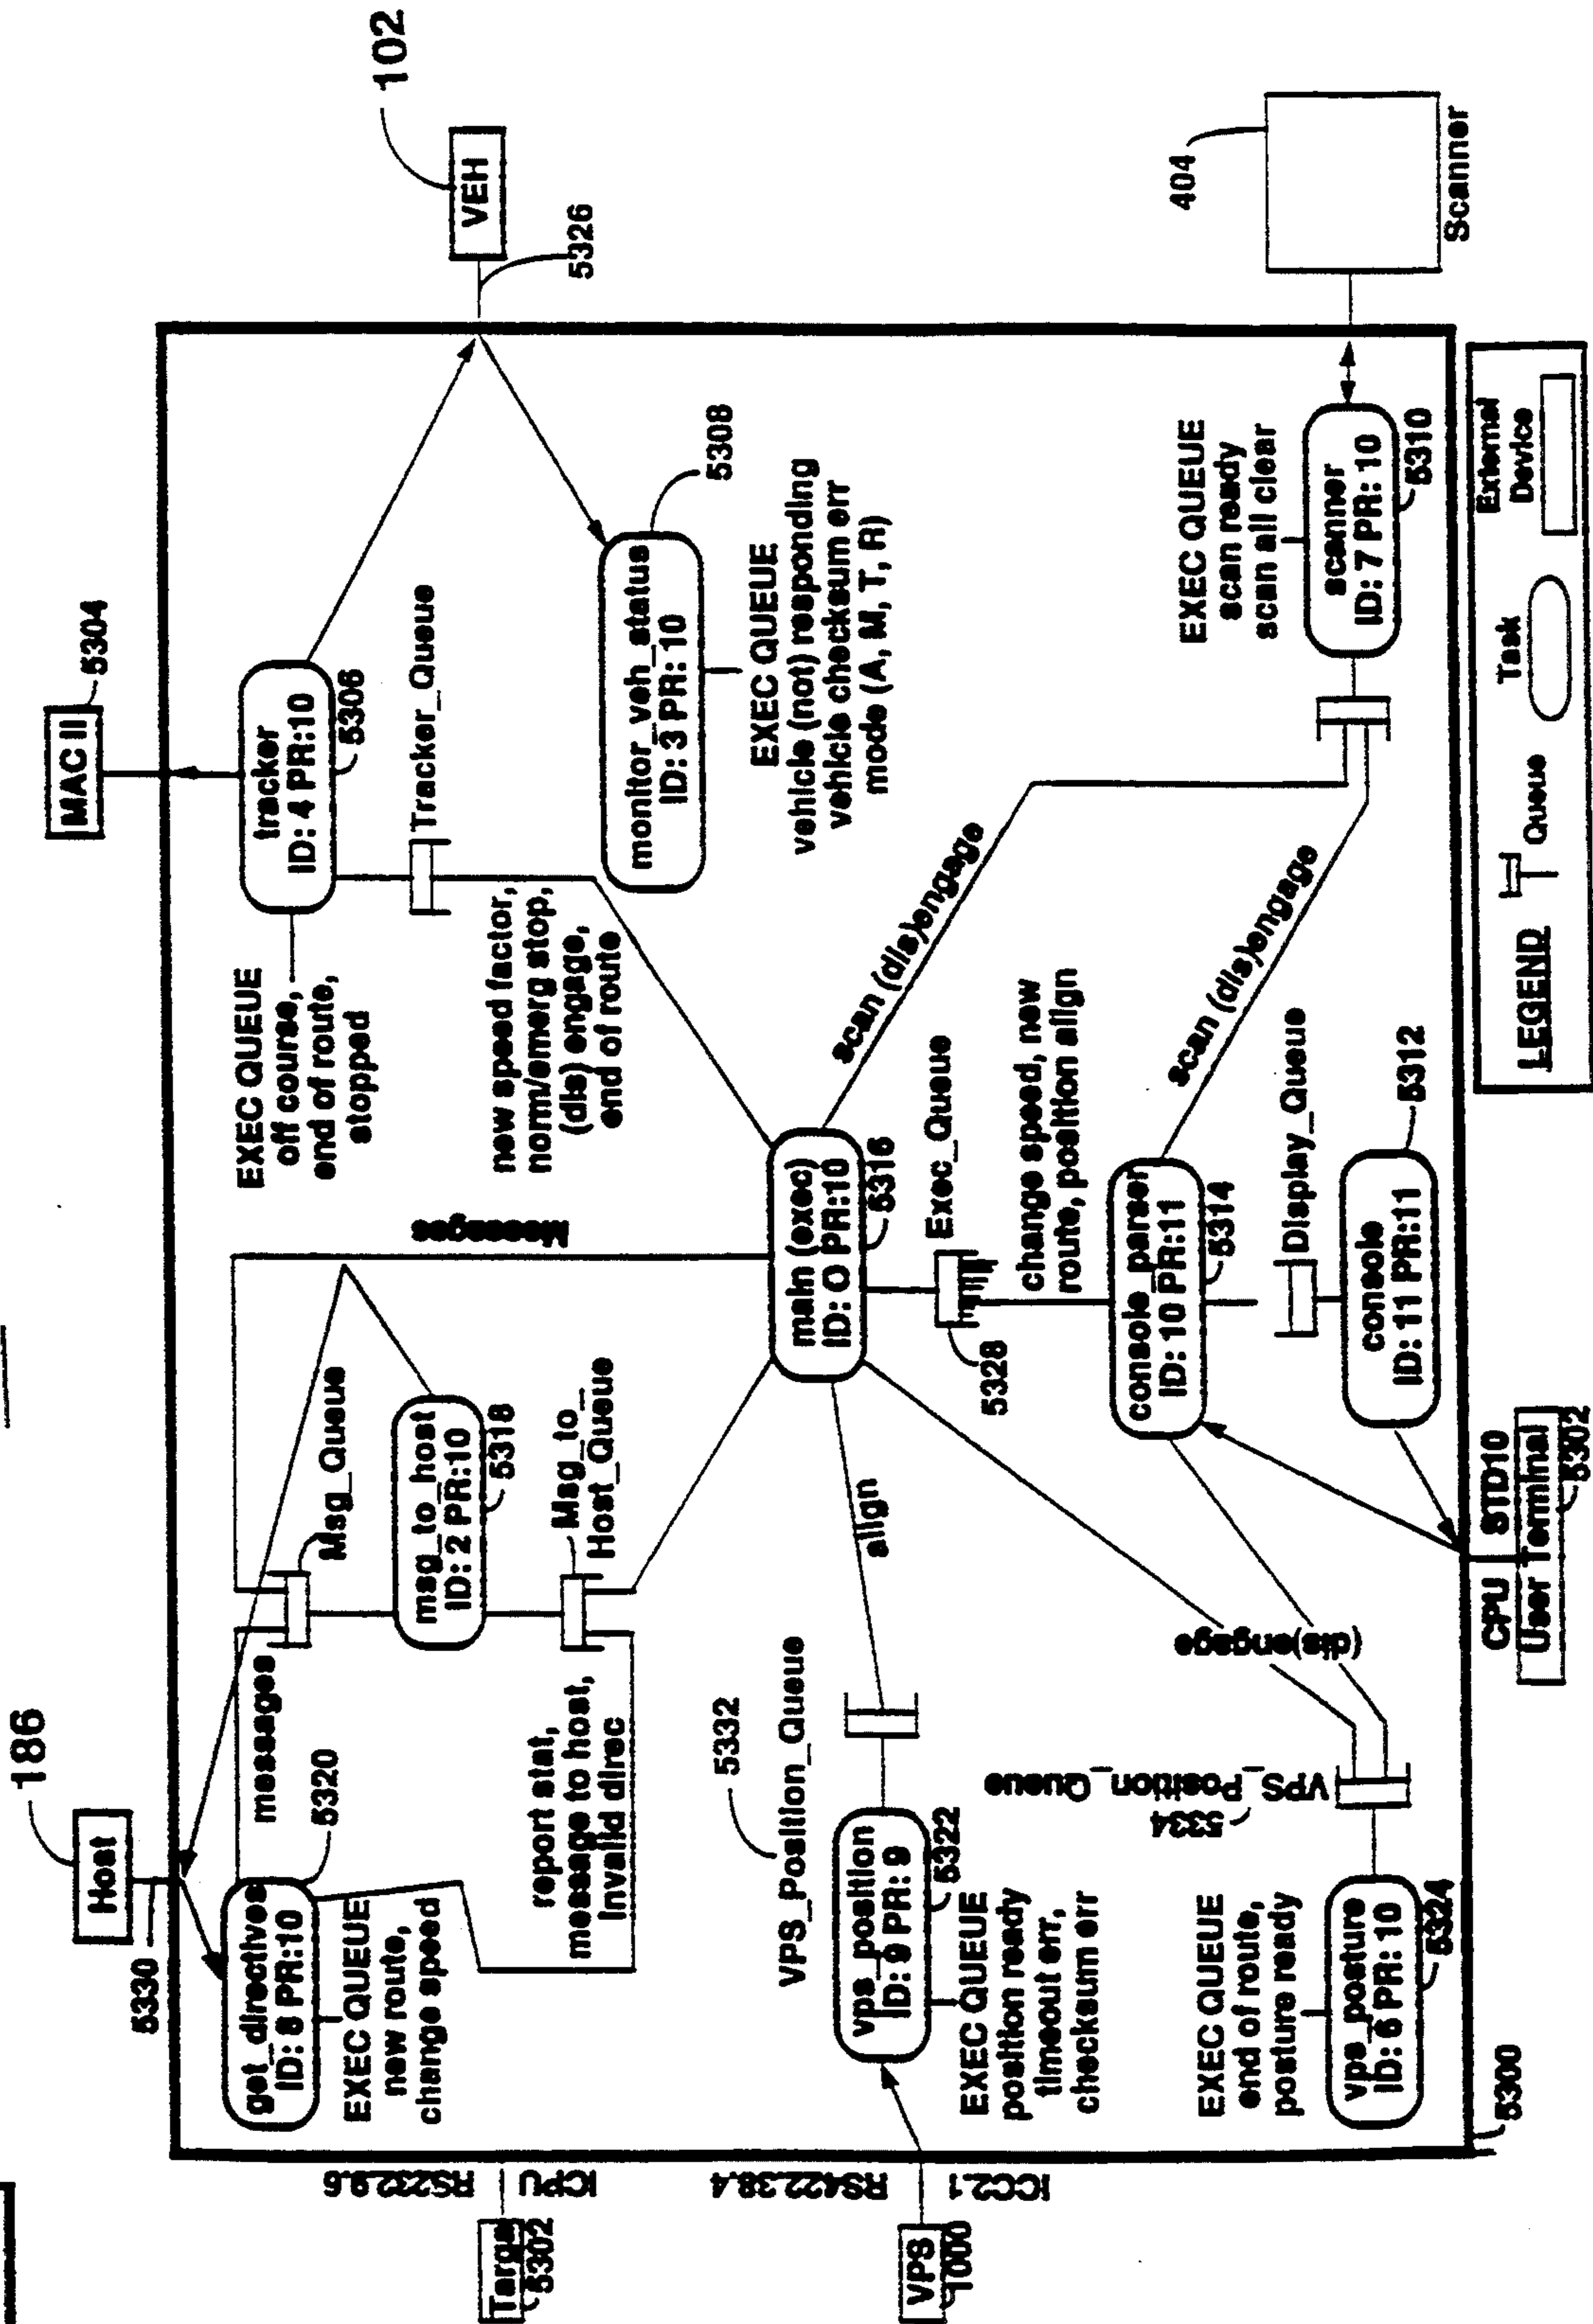 186
Host
5330
get_directives
ID: 8 PR:10
5320
EXEC QUEUE
new route,
change speed
messages
Msg_Queue
msg_to_host
ID: 2 PR:10
5318
Msg_to_
Host_Queue
report stat,
message to host,
invalid direc
Messages
MAC II
5304
tracker
ID: 4 PR:10
5306
EXEC QUEUE
off course,
end of route,
stopped
Tracker_Queue
new speed factor,
norm/emerg stop,
(dis) engage,
end of route
102
VEH
5326
monitor_veh_status
ID: 3 PR: 10
5308
EXEC QUEUE
vehicle (not) responding
vehicle checksum err
mode (A, M, T, R)
Targa
5302
RS232.9.6
ICPU
VPS
1000
RS422.38.4
ICC2.1
5332
VPS_Position_Queue
vps_position
ID: 9 PR: 9
5322
EXEC QUEUE
position ready
timeout err,
checksum err
align
main (exec)
ID: O PR:10
5316
Exec_Queue
5328
change speed, new
route, position align
scan (dis)engage
scan (dis)engage
console_parser
ID: 10 PR:11
5314
Display_Queue
console
ID: 11 PR:11
5312
(dis)engage
VPS_Position_Queue
5334
EXEC QUEUE
end of route,
posture ready
vps_posture
ID: 6 PR: 10
5324
EXEC QUEUE
scan ready
scan all clear
scanner
ID: 7 PR: 10
5310
404
Scanner
5300
CPU STD10
User Terminal
5302
LEGEND
Queue
Task
External
Device